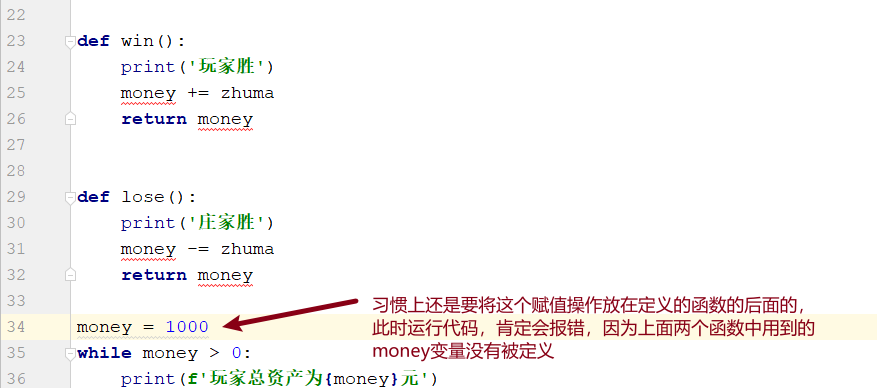 22
23 def win():
24     print('玩家胜')
25     money += zhuma
26     return money
27
28
29 def lose():
30     print('庄家胜')
31     money -= zhuma
32     return money
33
34 money = 1000
35 while money > 0:
36     print(f'玩家总资产为{money}元')
习惯上还是要将这个赋值操作放在定义的函数的后面的，
此时运行代码，肯定会报错，因为上面两个函数中用到的
money变量没有被定义